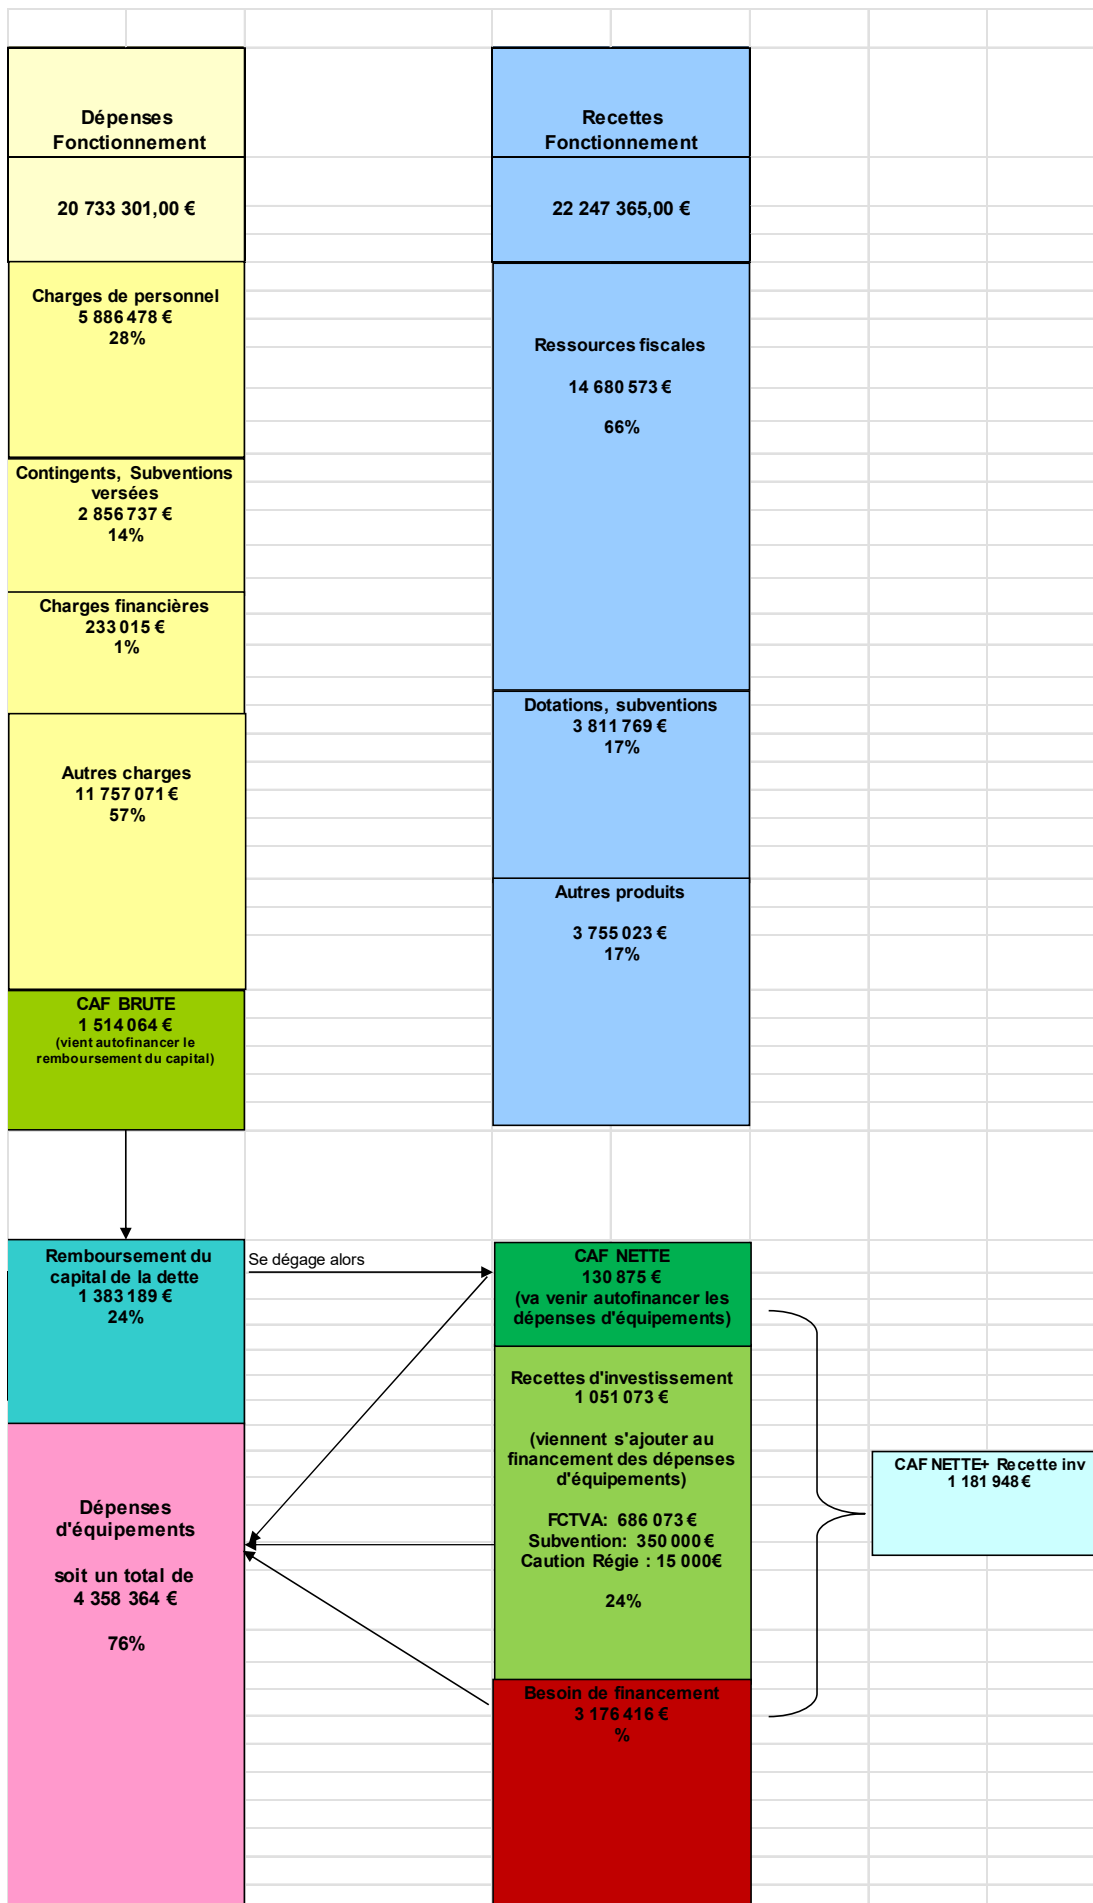 Dépenses
Fonctionnement
20 733 301,00 €
Charges de personnel
5 886 478 €
28%
Contingents, Subventions
versées
2 856 737 €
14%
Charges financières
233 015 €
1%
Autres charges
11 757 071 €
57%
CAF BRUTE
1 514 064 €
(vient autofinancer le
remboursement du capital)
Recettes
Fonctionnement
22 247 365,00 €
Ressources fiscales
14 680 573 €
66%
Dotations, subventions
3 811 769 €
17%
Autres produits
3 755 023 €
17%
Remboursement du
capital de la dette
1 383 189 €
24%
Se dégage alors
Dépenses
d'équipements
soit un total de
4 358 364 €
76%
CAF NETTE
130 875 €
(va venir autofinancer les
dépenses d'équipements)
Recettes d'investissement
1 051 073 €
(viennent s'ajouter au
financement des dépenses
d'équipements)
FCTVA: 686 073 €
Subvention: 350 000 €
Caution Régie : 15 000€
24%
Besoin de financement
3 176 416 €
%
CAF NETTE+ Recette inv
1 181 948 €